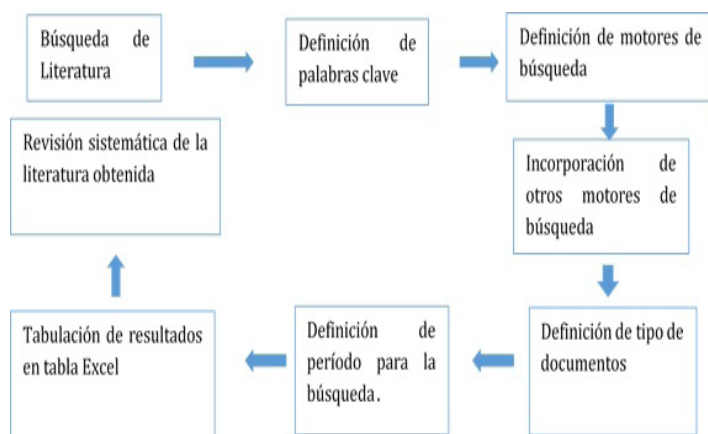 Búsqueda de
Literatura
Definición de
palabras clave
Definición de motores de
búsqueda
Incorporación de
otros motores de
búsqueda
Definición de tipo de
documentos
Definición de
período para la
búsqueda.
Tabulación de resultados
en tabla Excel
Revisión sistemática de la
literatura obtenida